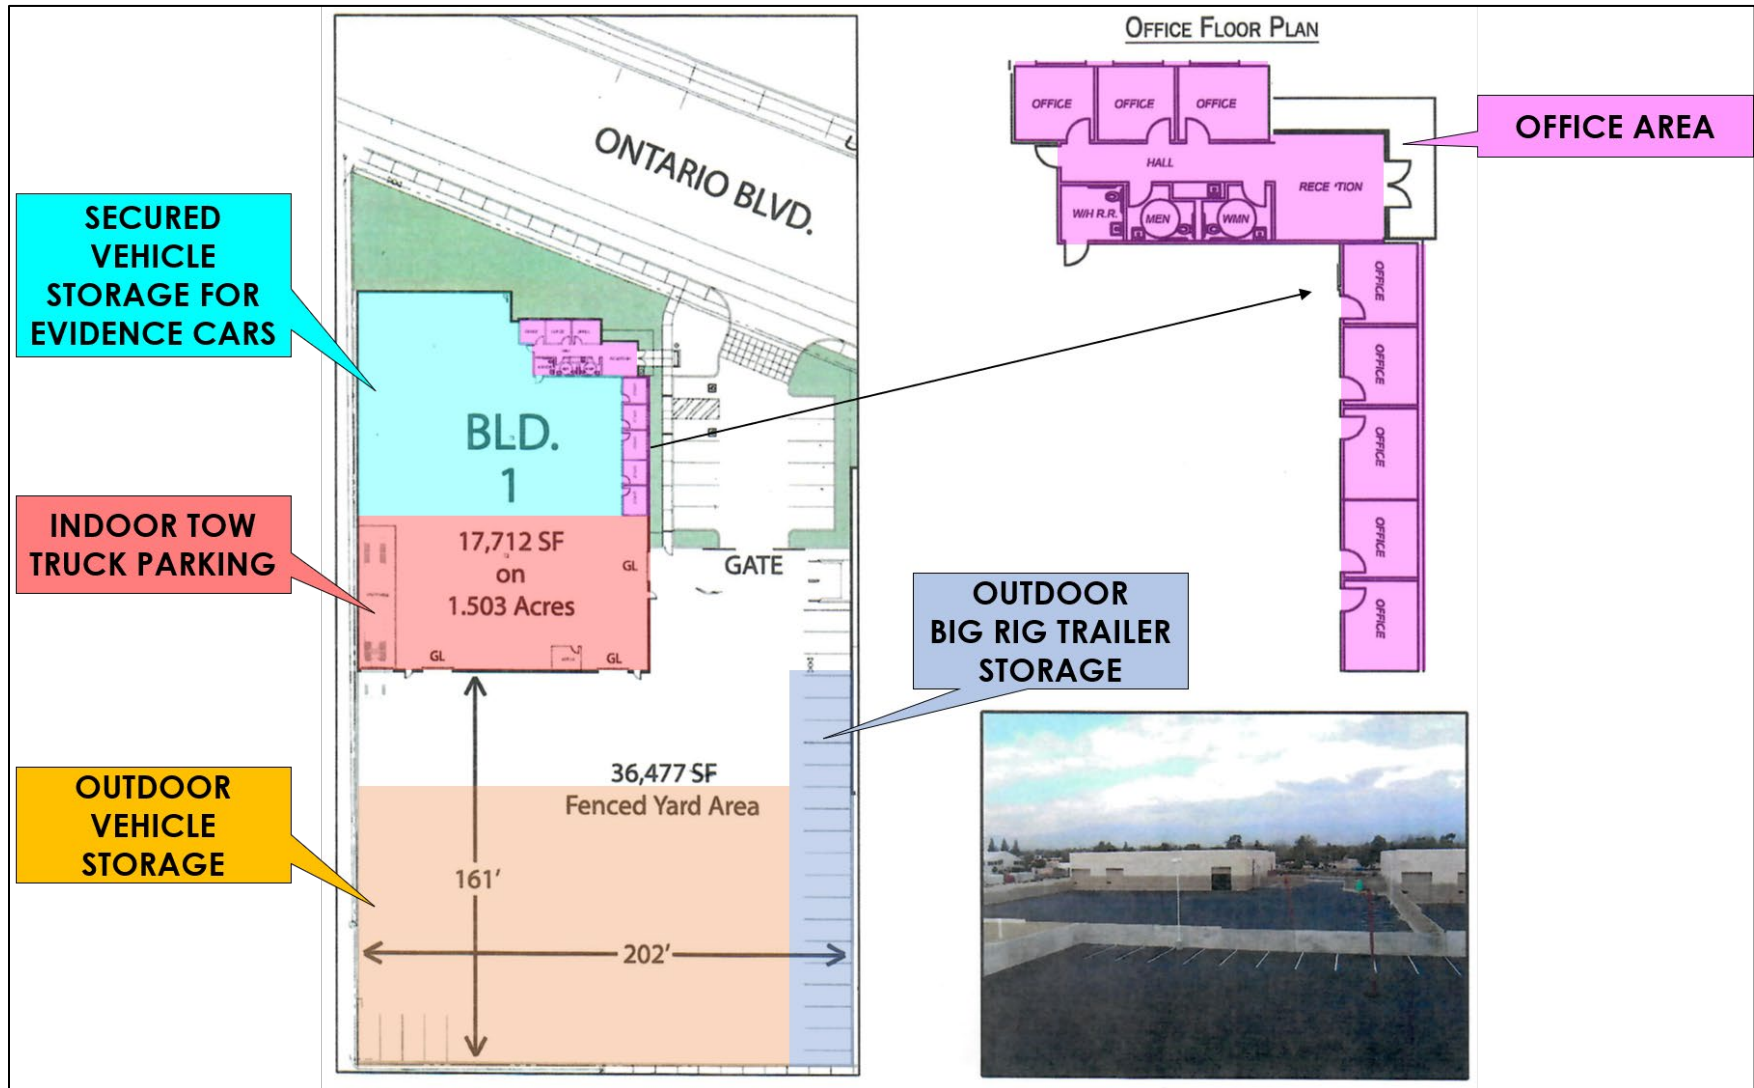 OFFICE FLOOR PLAN
OFFICE
OFFICE
OFFICE
HALL
RECE TION
W/H R.R.
MEN
WMN
OFFICE
OFFICE
OFFICE
OFFICE
OFFICE
OFFICE AREA
ONTARIO BLVD.
SECURED
VEHICLE
STORAGE FOR
EVIDENCE CARS
BLD.
1
INDOOR TOW
TRUCK PARKING
17,712 SF
on
1.503 Acres
GL
GL
GL
GATE
OUTDOOR
BIG RIG TRAILER
STORAGE
36,477 SF
Fenced Yard Area
OUTDOOR
VEHICLE
STORAGE
161'
202'